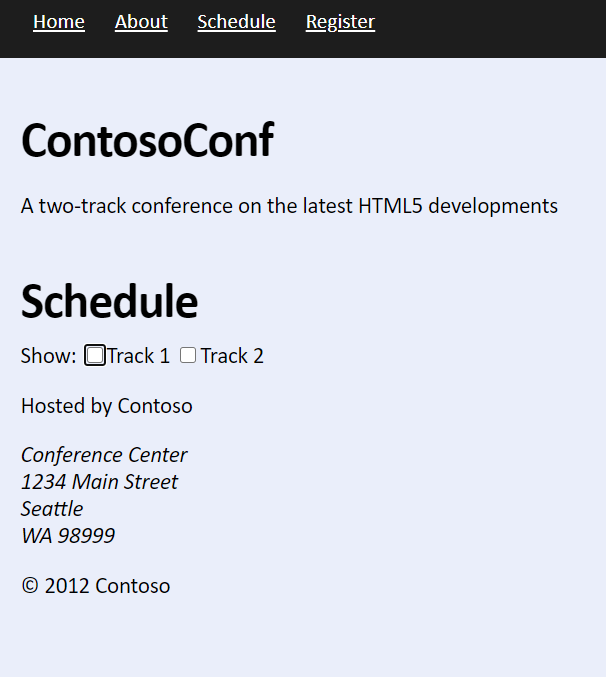 Home About Schedule Register
ContosoConf
A two-track conference on the latest HTML5 developments
Schedule
Show: Track 1 Track 2
Hosted by Contoso
Conference Center
1234 Main Street
Seattle
WA 98999
© 2012 Contoso